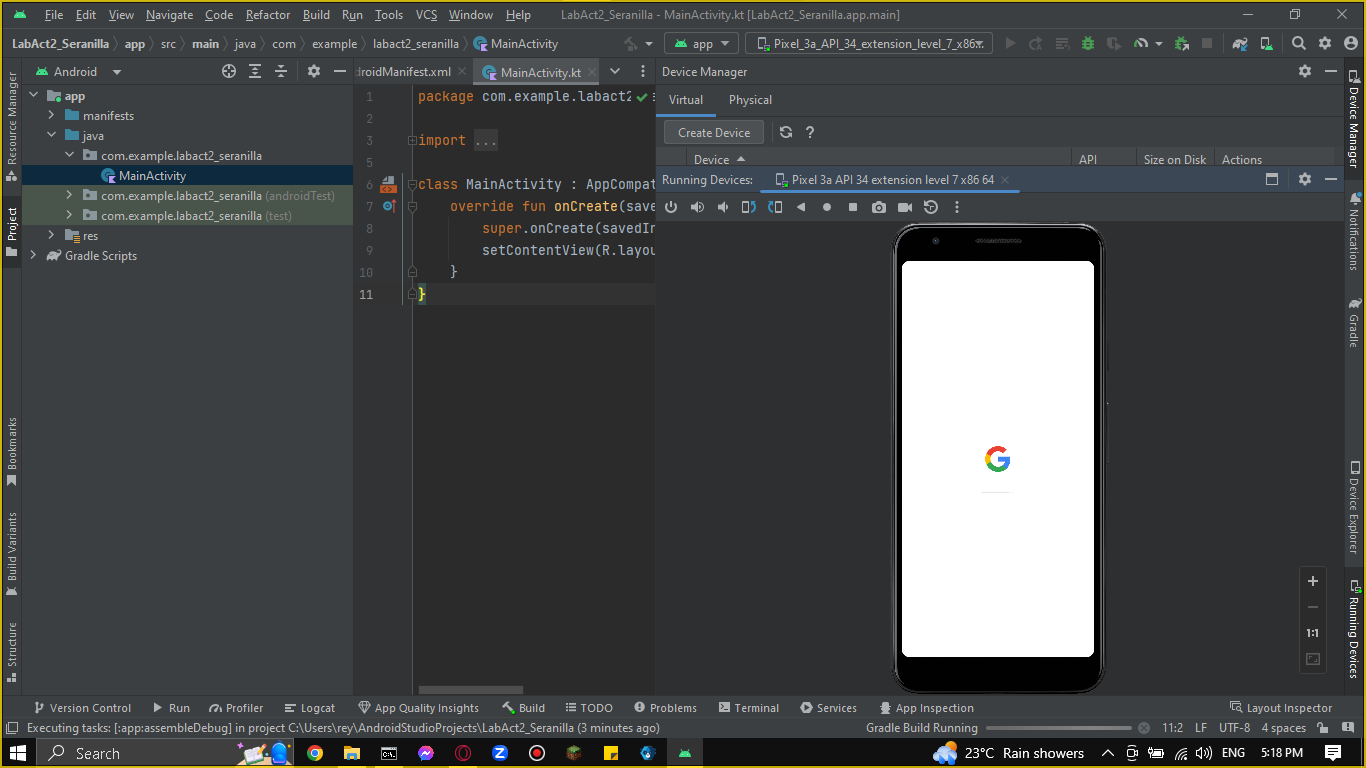 File Edit View Navigate Code Refactor Build Run Tools VCS Window Help LabAct2_Seranilla - MainActivity.kt [LabAct2_Seranilla.app.main]
LabAct2_Seranilla app src main java com example labact2_seranilla MainActivity app Pixel_3a_API_34_extension_level_7_x86
Android
droidManifest.xml MainActivity.kt
Device Manager
Virtual Physical
Create Device ?
Device API Size on Disk Actions
Running Devices: Pixel 3a API 34 extension level 7 x86 64
app
manifests
java
com.example.labact2_seranilla
MainActivity
com.example.labact2_seranilla (androidTest)
com.example.labact2_seranilla (test)
res
Gradle Scripts
1 package com.example.labact2
2
3 import ...
5
6 class MainActivity : AppCompat
7 override fun onCreate(save
8 super.onCreate(savedIn
9 setContentView(R.layou
10 }
11 }
G
+
1:1
Resource Manager
Project
Bookmarks
Build Variants
Structure
Device Manager
Notifications
Gradle
Device Explorer
Running Devices
Version Control Run Profiler Logcat App Quality Insights Build TODO Problems Terminal Services App Inspection Layout Inspector
Executing tasks: [:app:assembleDebug] in project C:\Users\rey\AndroidStudioProjects\LabAct2_Seranilla (3 minutes ago) Gradle Build Running 11:2 LF UTF-8 4 spaces
Search 23°C Rain showers ENG 5:18 PM